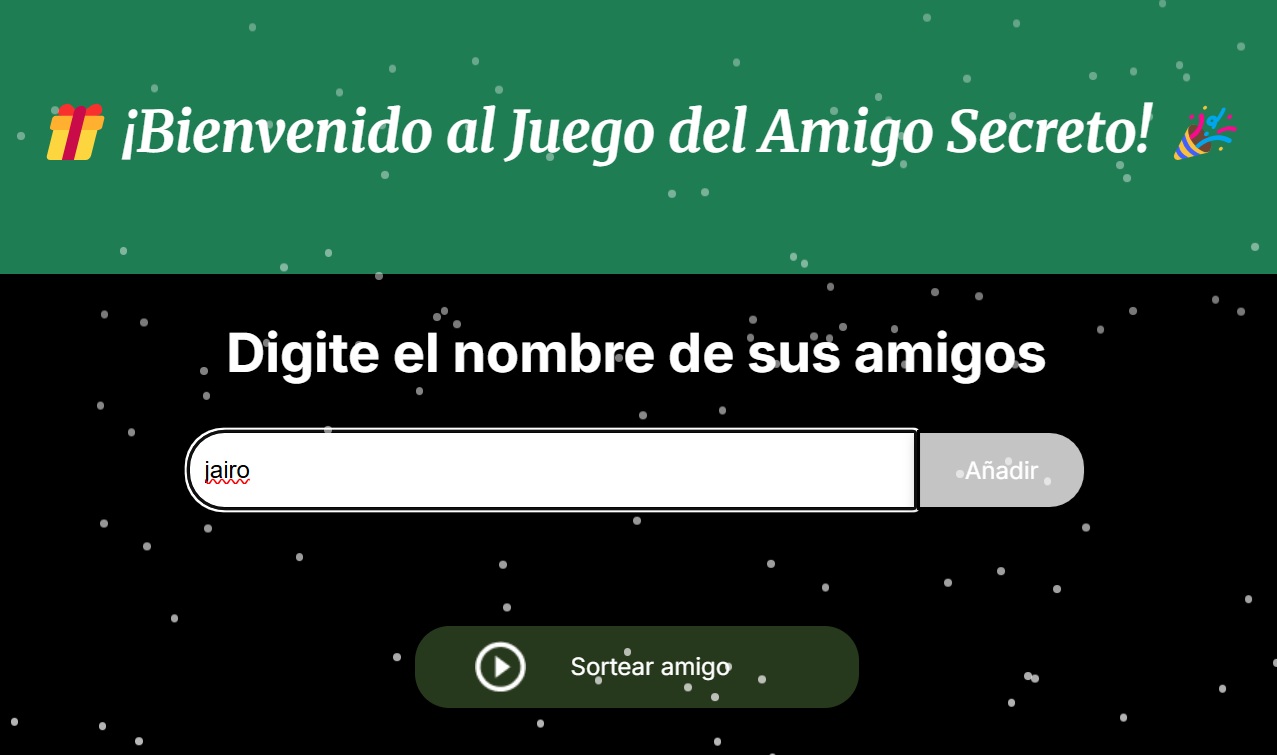 ¡Bienvenido al Juego del Amigo Secreto!
Digite el nombre de sus amigos
jairo
Añadir
Sortear amigo